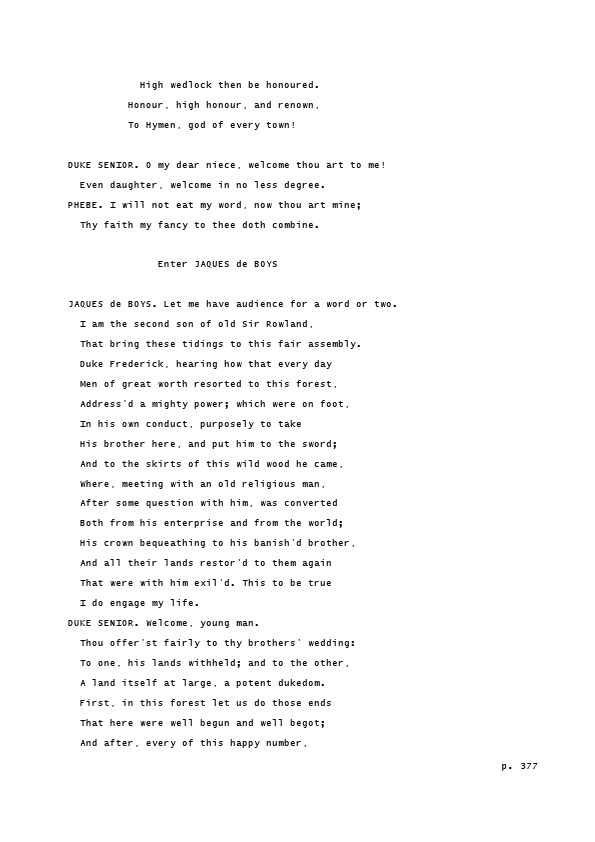 High wedlock then be honoured.
Honour, high honour, and renown,
To Hymen, god of every town!
DUKE SENIOR. O my dear niece, welcome thou art to me!
Even daughter, welcome in no less degree.
PHEBE. I will not eat my word, now thou art mine;
Thy faith my fancy to thee doth combine.
Enter JAQUES de BOYS
JAQUES de BOYS. Let me have audience for a word or two.
I am the second son of old Sir Rowland,
That bring these tidings to this fair assembly.
Duke Frederick, hearing how that every day
Men of great worth resorted to this forest,
Address'd a mighty power; which were on foot,
In his own conduct, purposely to take
His brother here, and put him to the sword;
And to the skirts of this wild wood he came,
Where, meeting with an old religious man,
After some question with him, was converted
Both from his enterprise and from the world;
His crown bequeathing to his banish'd brother,
And all their lands restor'd to them again
That were with him exil'd. This to be true
I do engage my life.
DUKE SENIOR. Welcome, young man.
Thou offer'st fairly to thy brothers' wedding:
To one, his lands withheld; and to the other,
A land itself at large, a potent dukedom.
First, in this forest let us do those ends
That here were well begun and well begot;
And after, every of this happy number,
p. 377